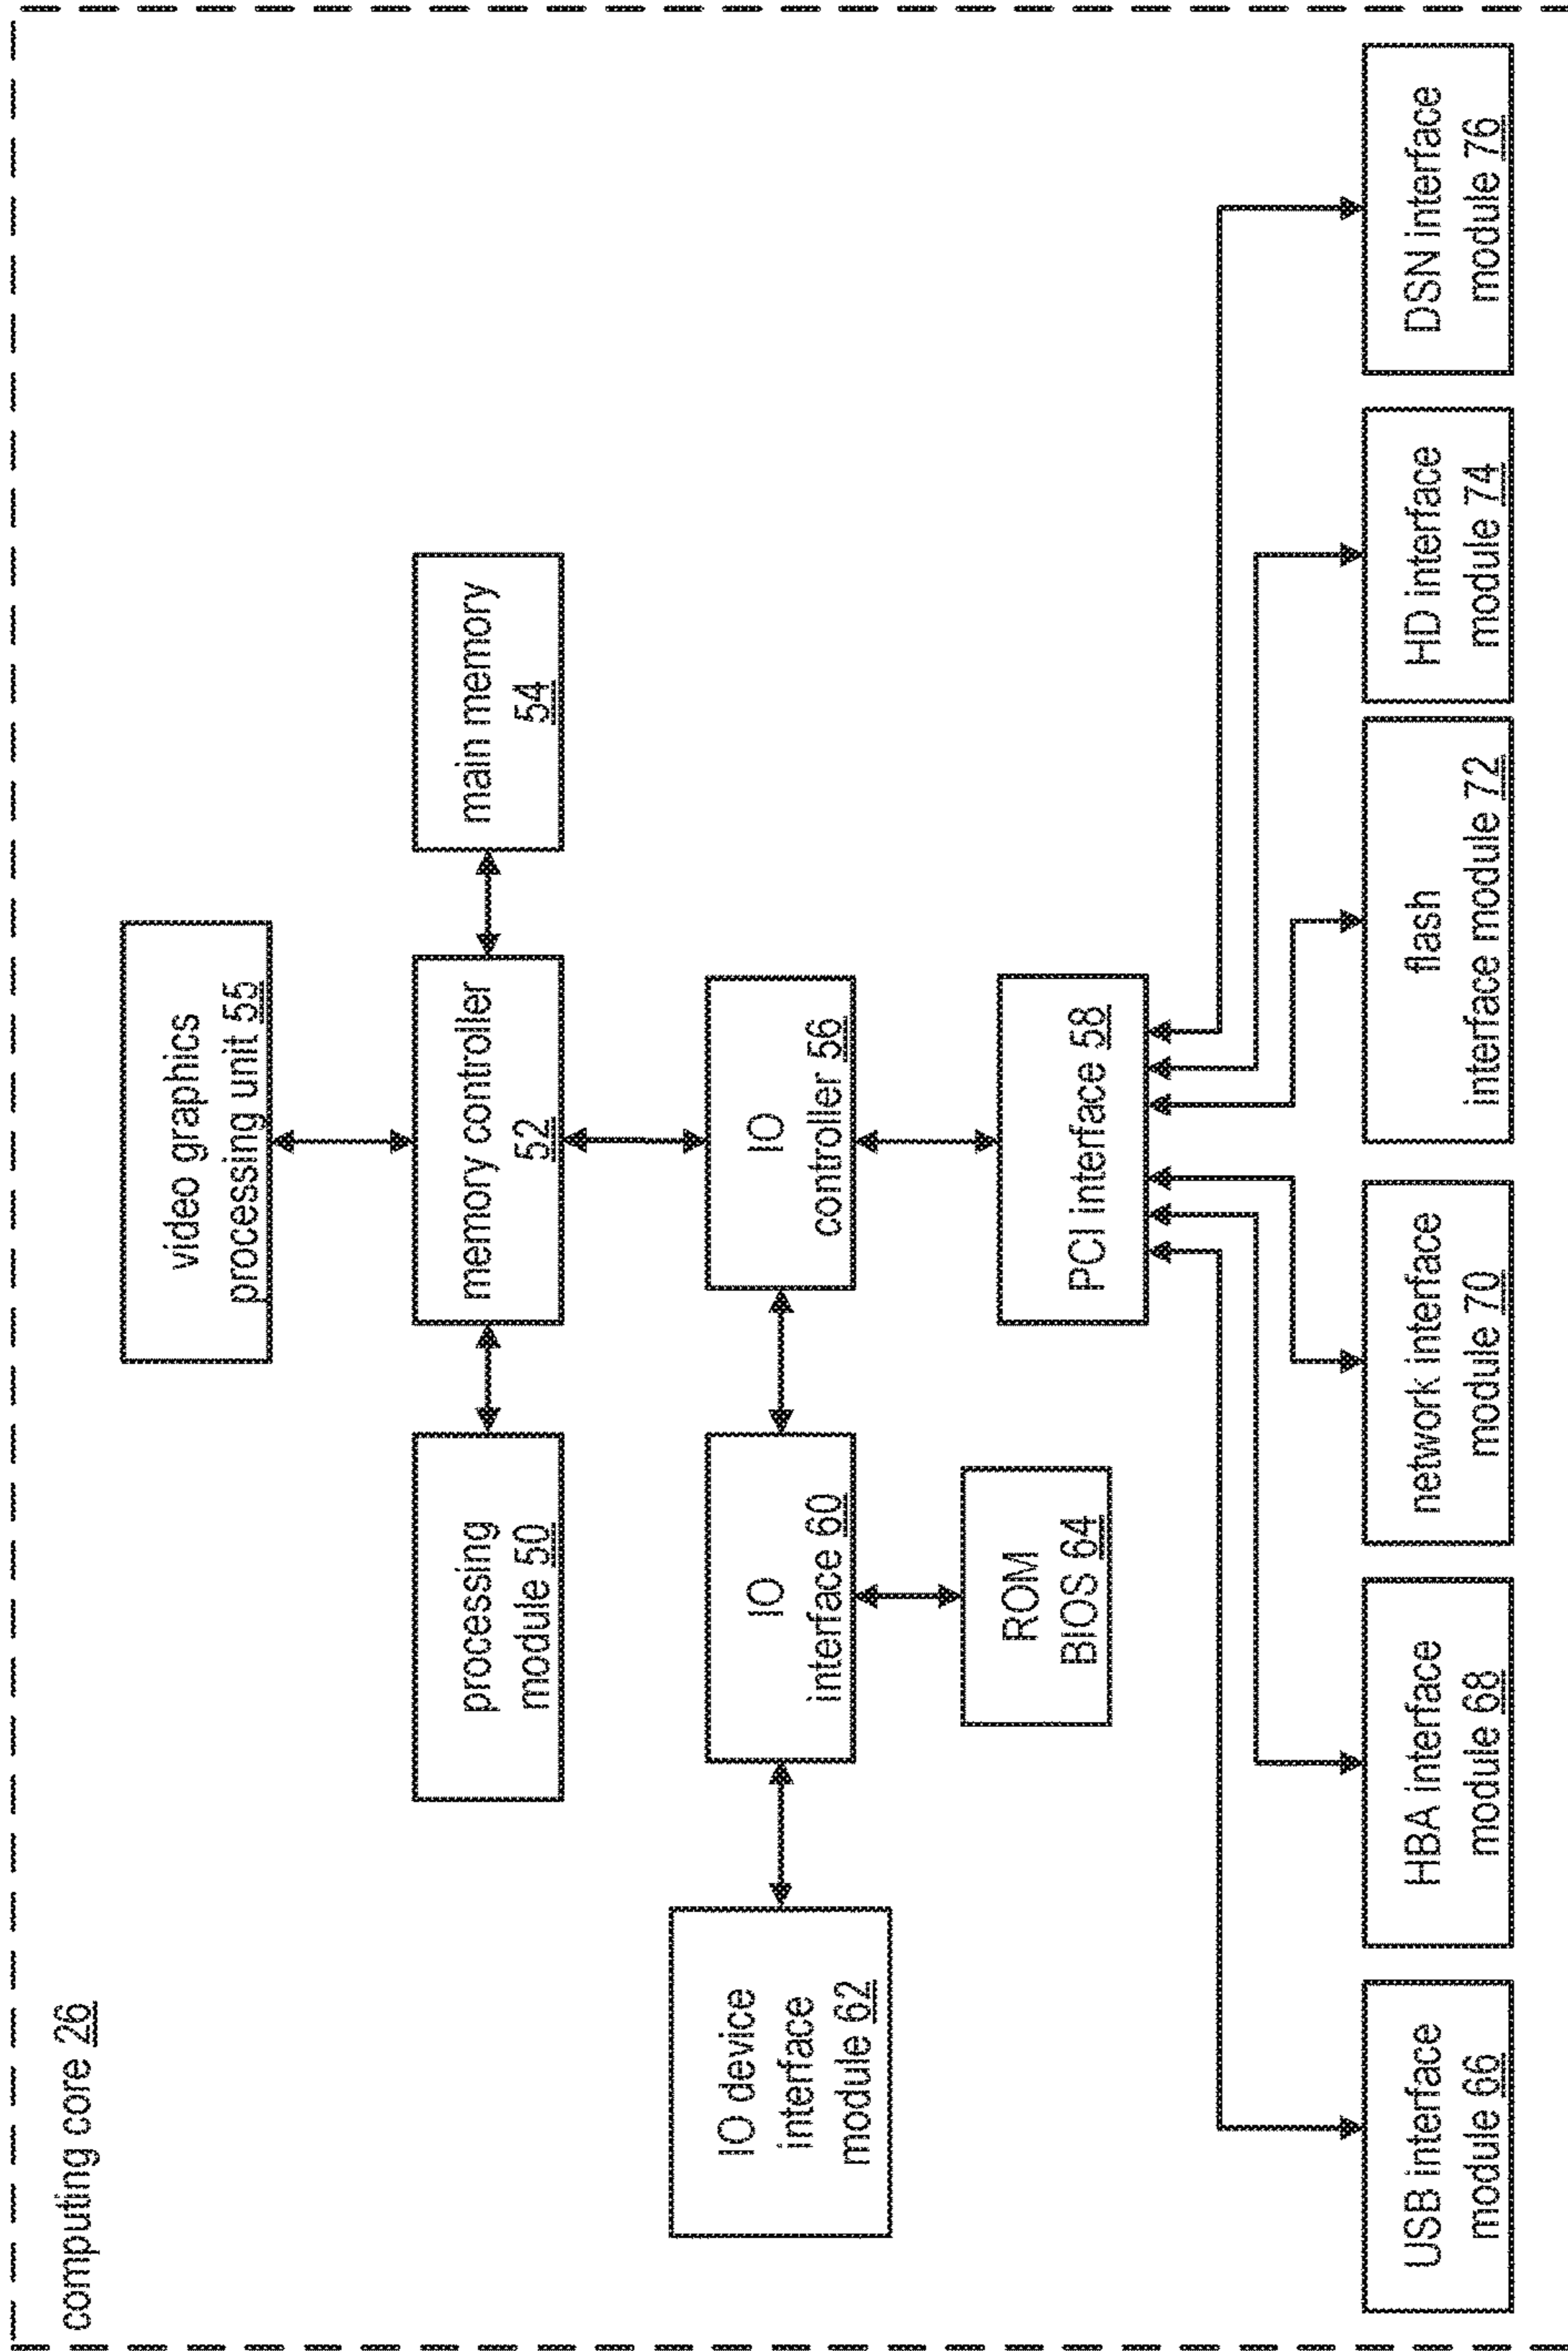 computing core 26
video graphics
processing unit 55
processing
module 50
memory controller
52
main memory
54
IO device
interface
module 62
IO
interface 60
IO
controller 56
ROM
BIOS 64
PCI interface 58
USB interface
module 66
HBA interface
module 68
network interface
module 70
flash
interface module 72
HD interface
module 74
DSN interface
module 76